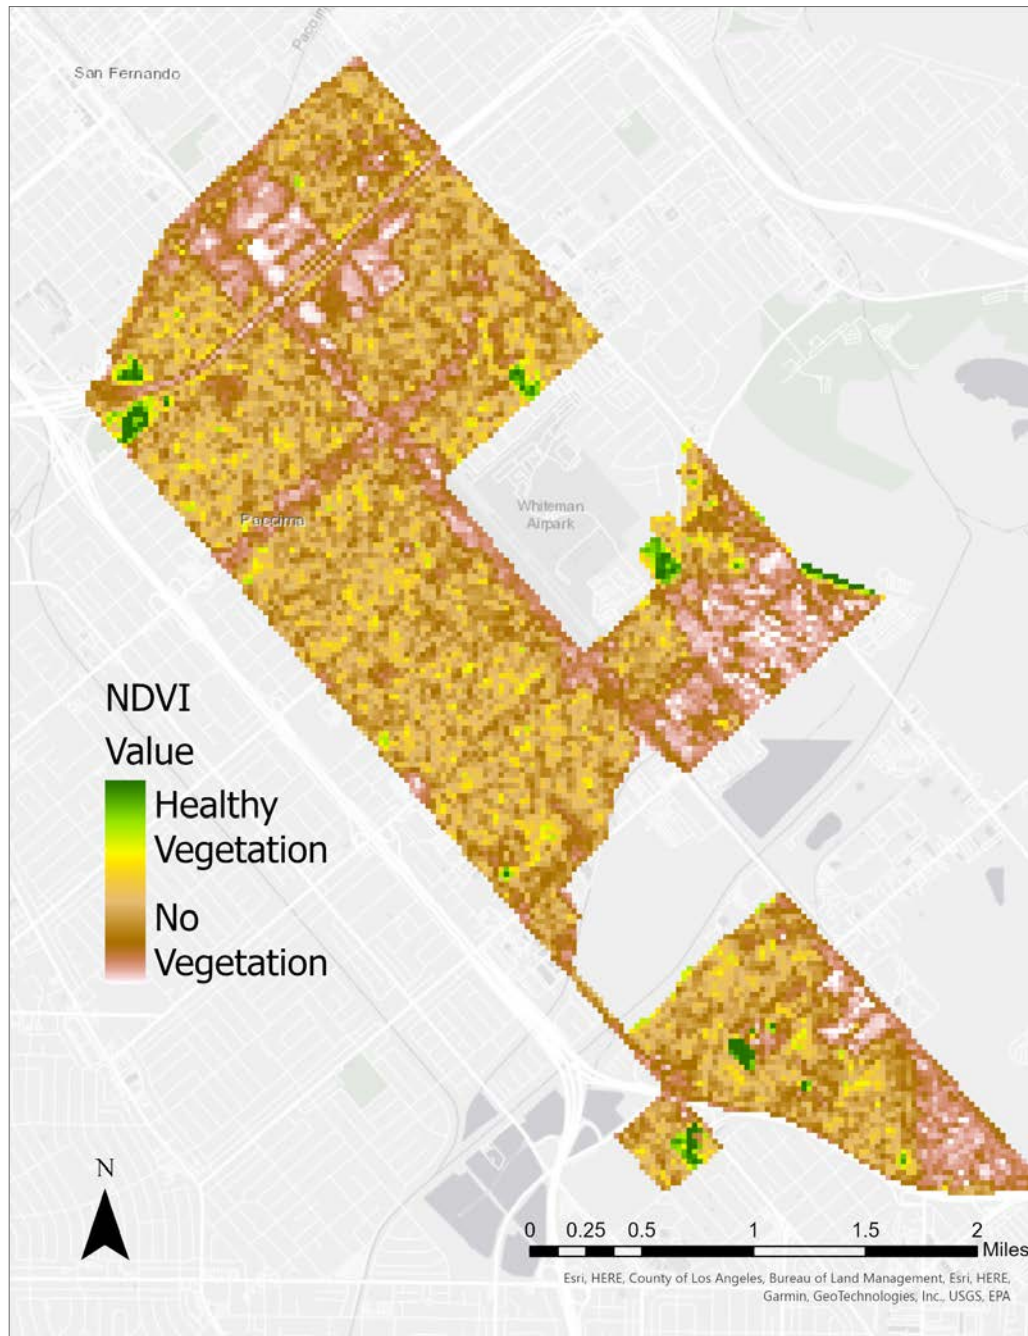 Pacoim
San Fernando
Whiteman
Airpark
Pacoima
NDVI
Value
Healthy
Vegetation
No
Vegetation
N
0 0.25 0.5 1 1.5 2
Miles
Esri, HERE, County of Los Angeles, Bureau of Land Management, Esri, HERE,
Garmin, GeoTechnologies, Inc., USGS, EPA